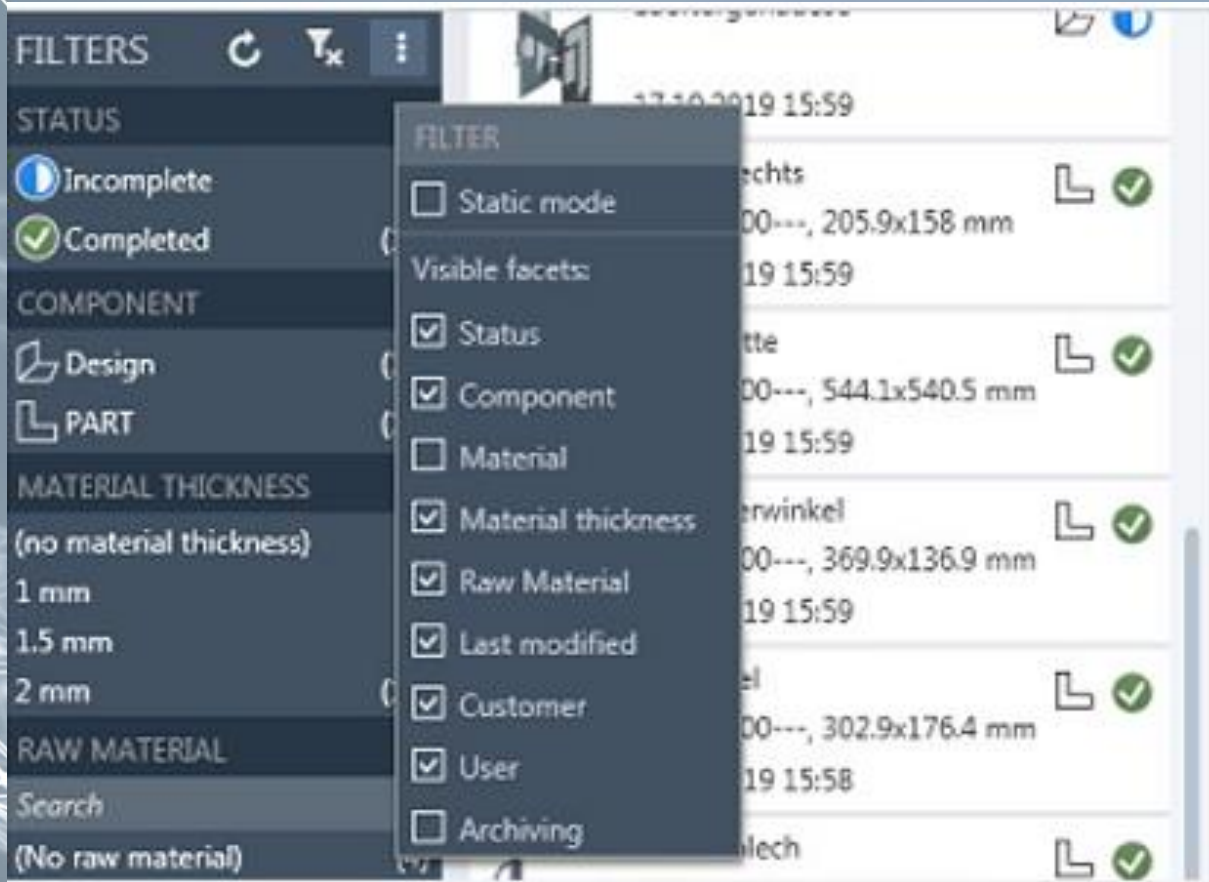 FILTERS
STATUS
Incomplete
Completed
COMPONENT
Design
PART
MATERIAL THICKNESS
(no material thickness)
1 mm
1.5 mm
2 mm
RAW MATERIAL
Search
(No raw material)
FILTER
Static mode
Visible facets:
Status
Component
Material
Material thickness
Raw Material
Last modified
Customer
User
Archiving
19 15:59
echts
00---, 205.9x158 mm
19 15:59
tte
00---, 544.1x540.5 mm
19 15:59
erwinkel
00---, 369.9x136.9 mm
19 15:59
el
00---, 302.9x176.4 mm
19 15:58
lech